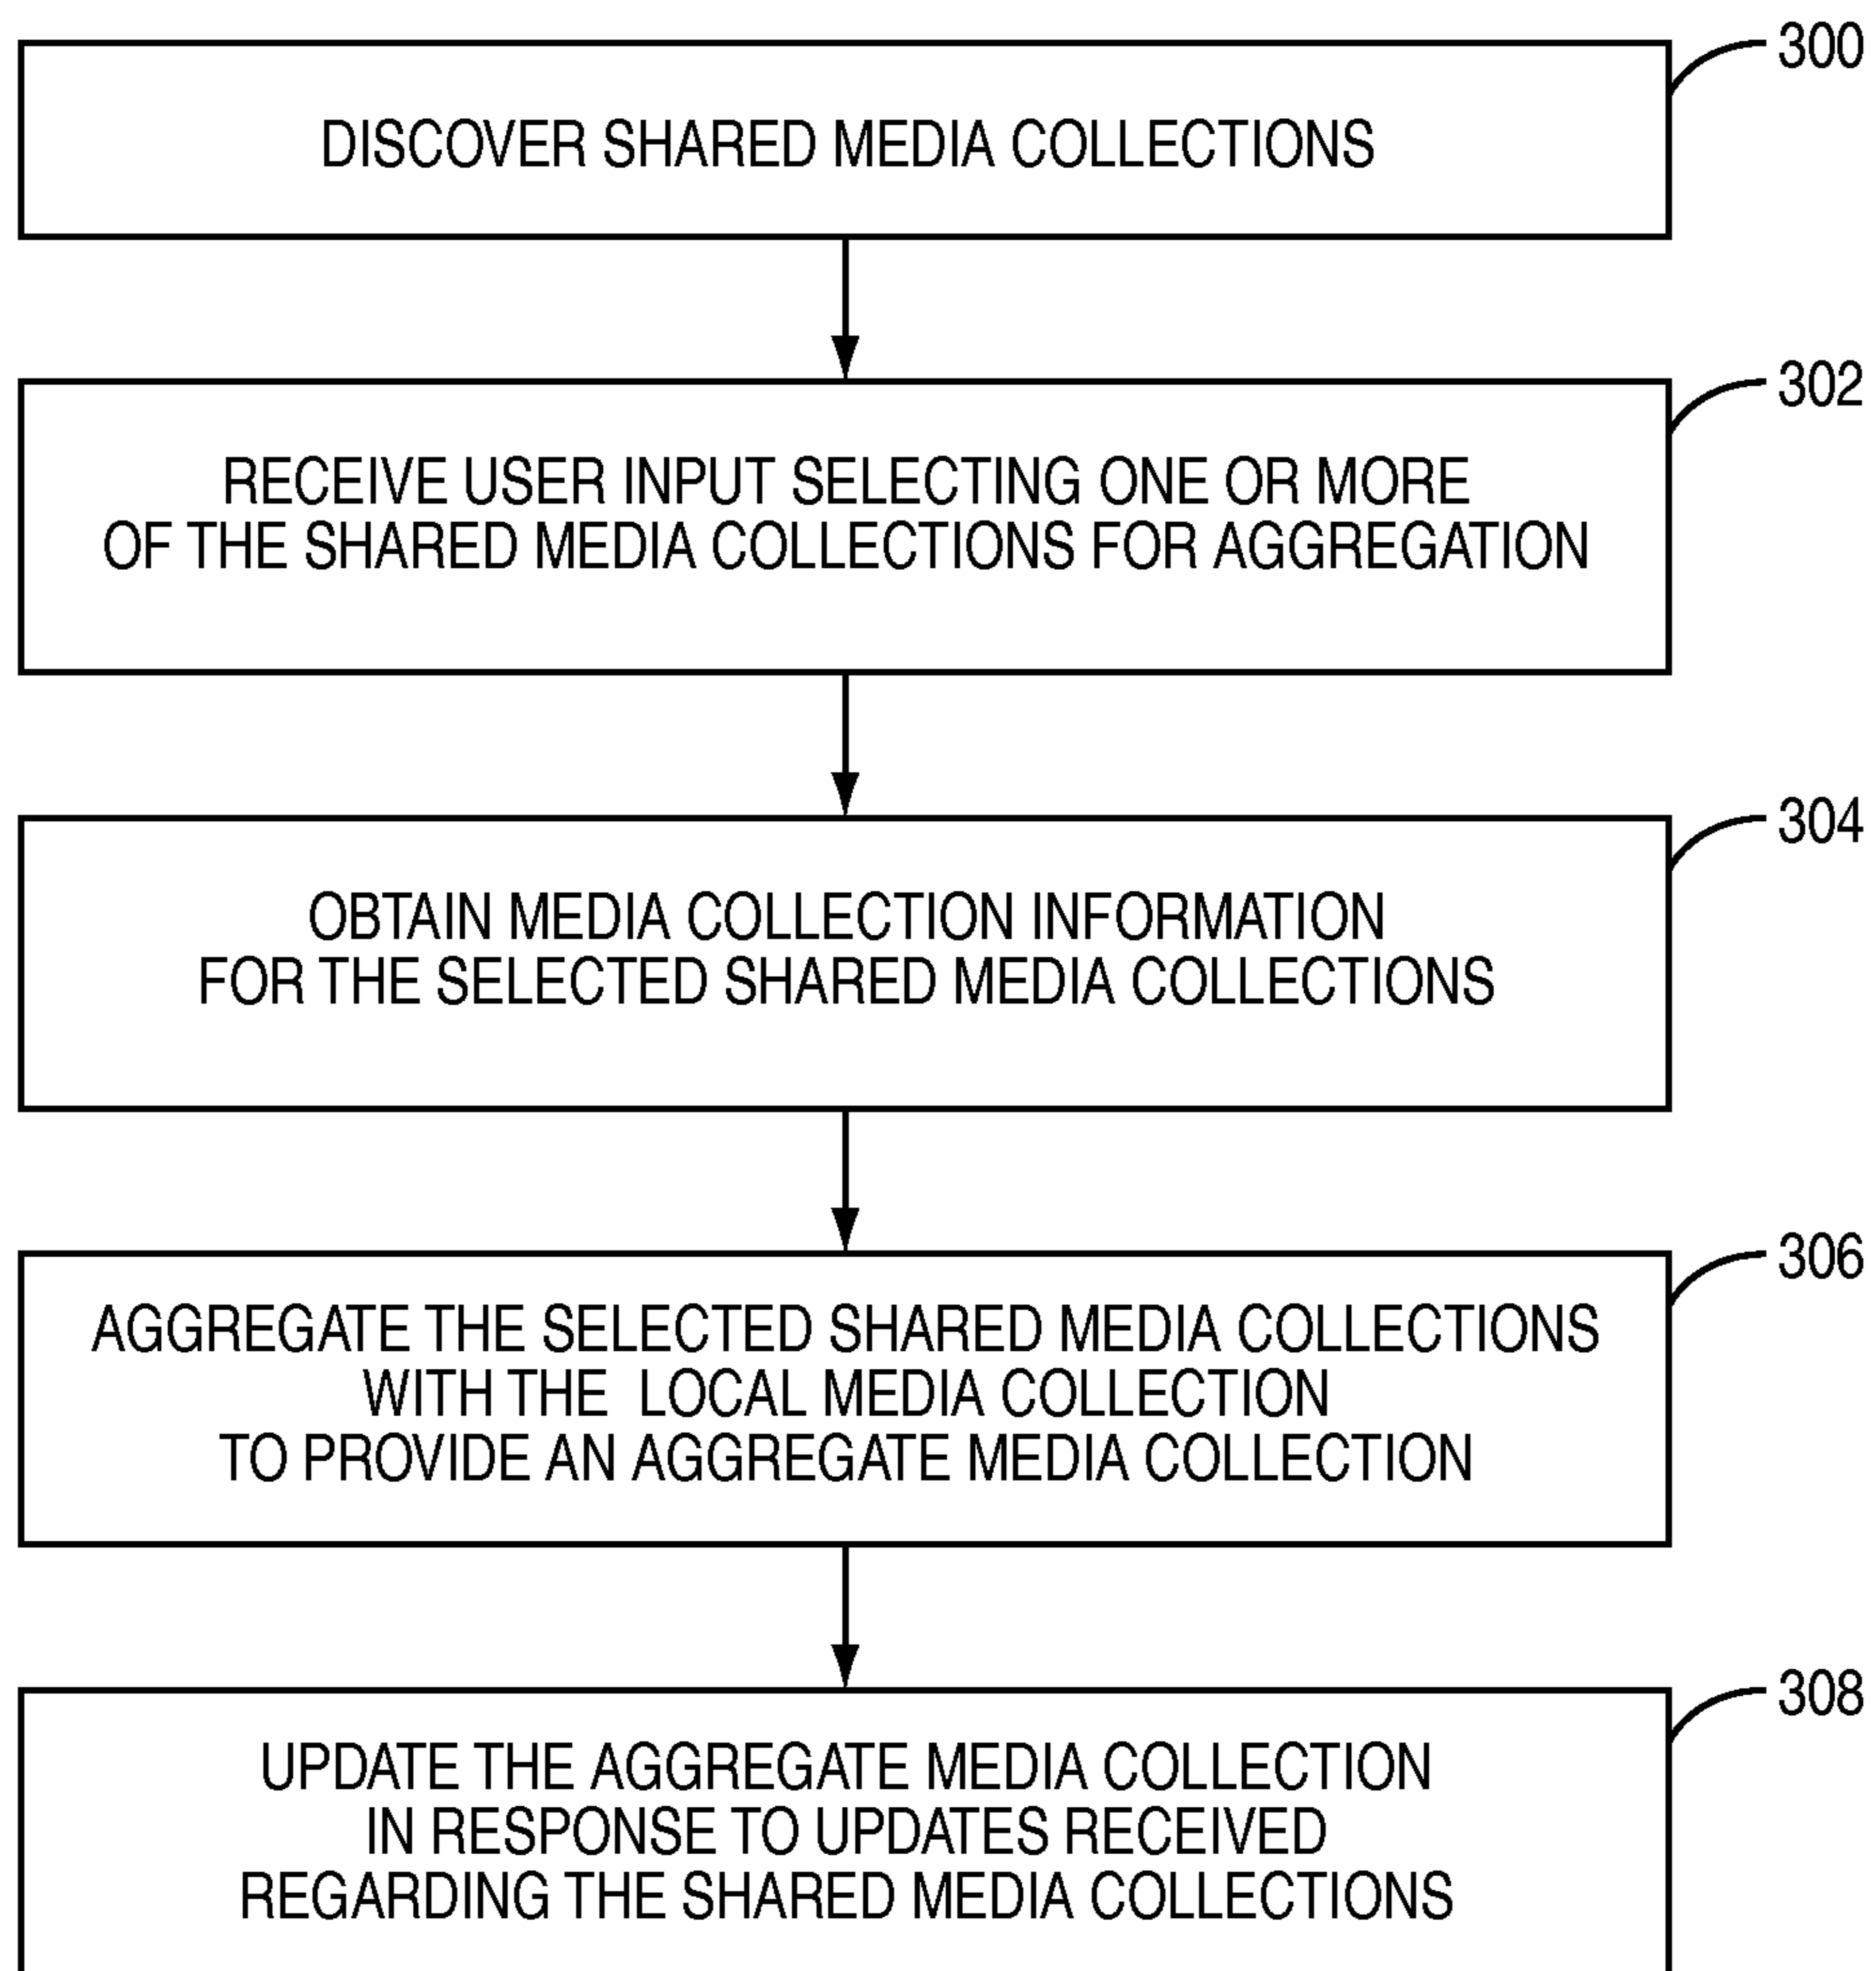 300
DISCOVER SHARED MEDIA COLLECTIONS
302
RECEIVE USER INPUT SELECTING ONE OR MORE
OF THE SHARED MEDIA COLLECTIONS FOR AGGREGATION
304
OBTAIN MEDIA COLLECTION INFORMATION
FOR THE SELECTED SHARED MEDIA COLLECTIONS
306
AGGREGATE THE SELECTED SHARED MEDIA COLLECTIONS
WITH THE LOCAL MEDIA COLLECTION
TO PROVIDE AN AGGREGATE MEDIA COLLECTION
308
UPDATE THE AGGREGATE MEDIA COLLECTION
IN RESPONSE TO UPDATES RECEIVED
REGARDING THE SHARED MEDIA COLLECTIONS